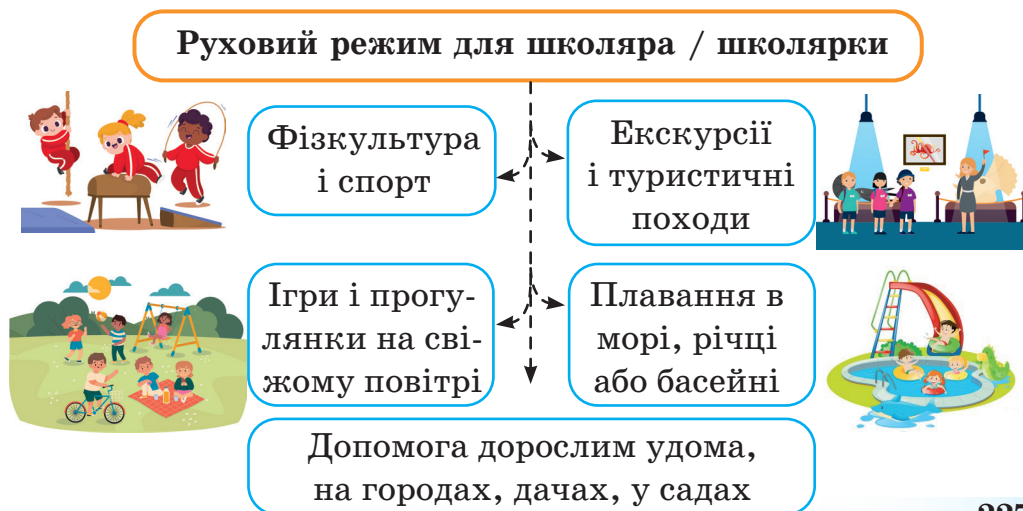 Руховий режим для школяра / школярки
Фізкультура
і спорт
Екскурсії
і туристичні
походи
Ігри і прогу-
лянки на сві-
жому повітрі
Плавання в
морі, річці
або басейні
Допомога дорослим удома,
на городах, дачах, у садах